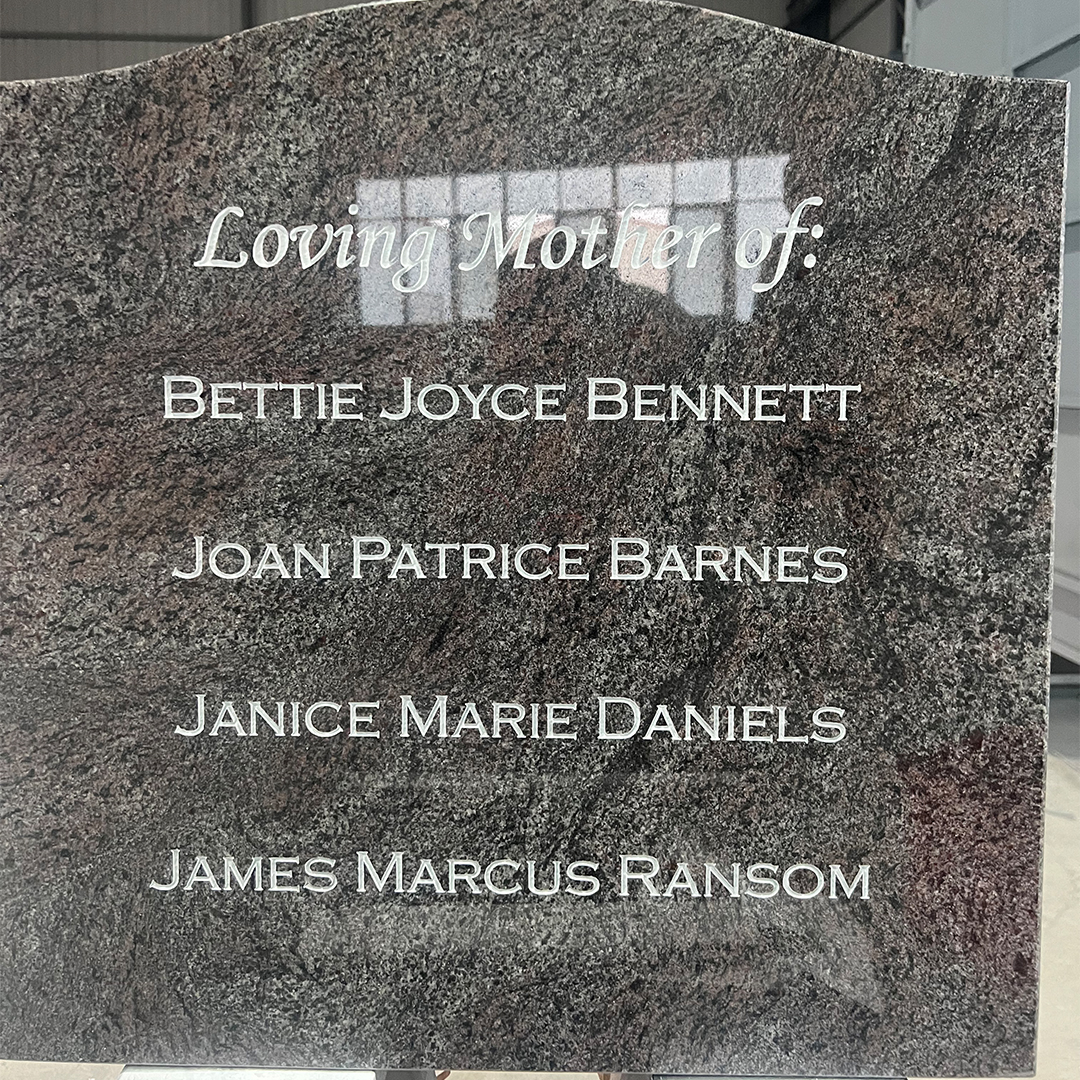 Loving Mother of:
BETTIE JOYCE BENNETT
JOAN PATRICE BARNES
JANICE MARIE DANIELS
JAMES MARCUS RANSOM